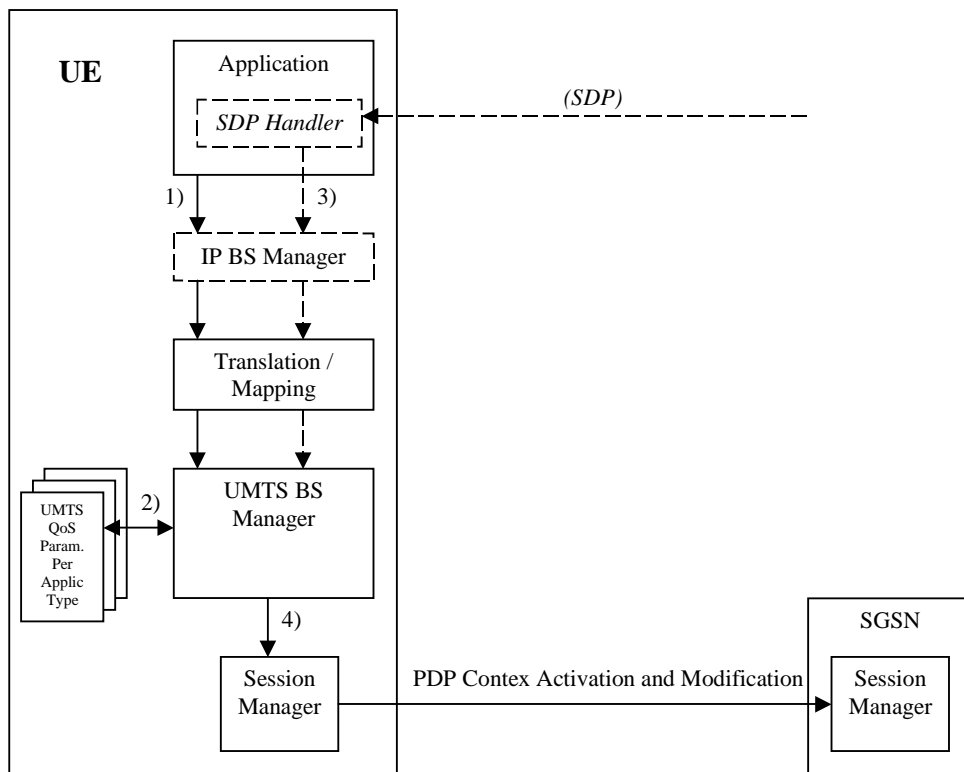 UE
Application
(SDP)
SDP Handler
1)
3)
IP BS Manager
Translation /
Mapping
UMTS BS
Manager
2)
UMTS
QoS
Param.
Per
Applic
Type
4)
SGSN
Session
Manager
PDP Contex Activation and Modification
Session
Manager